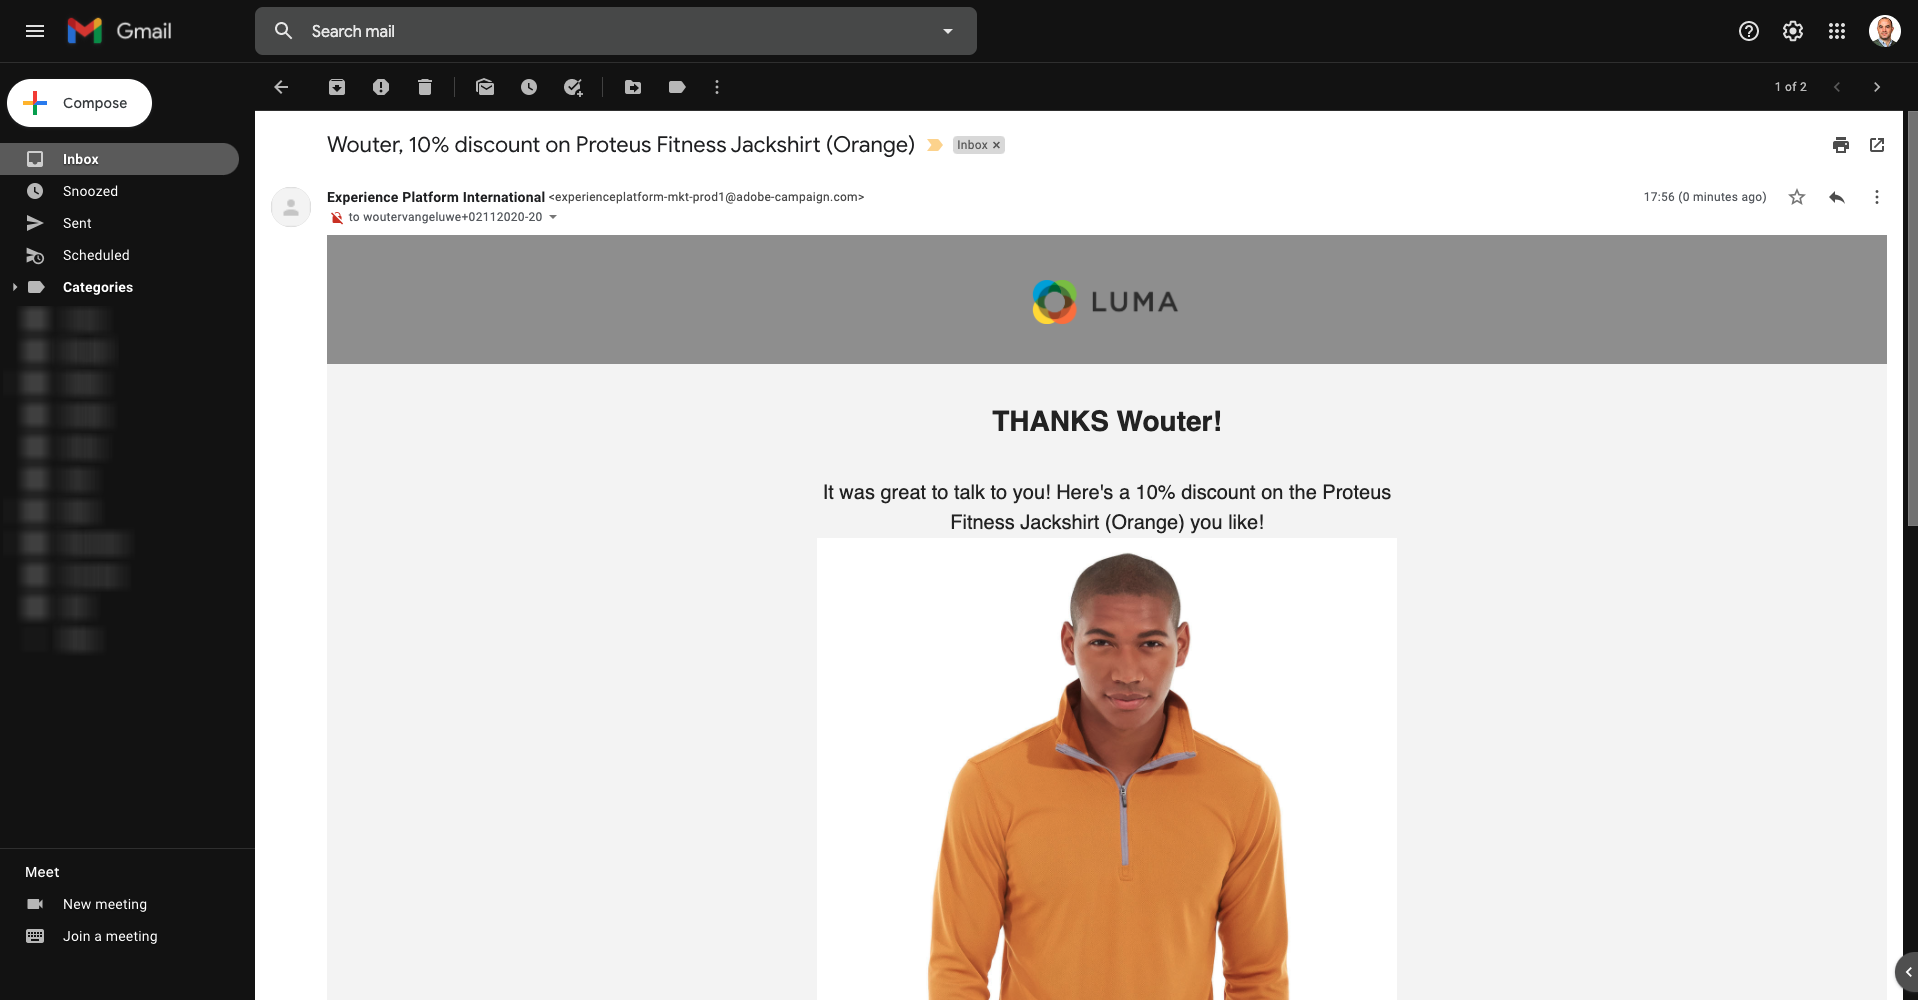 Gmail
Search mail
Compose
1 of 2
Inbox
Snoozed
Sent
Scheduled
Categories
Wouter, 10% discount on Proteus Fitness Jackshirt (Orange)
Inbox ×
Experience Platform International <experienceplatform-mkt-prod1@adobe-campaign.com>
17:56 (0 minutes ago)
to woutervangeluwe+02112020-20
LUMA
THANKS Wouter!
It was great to talk to you! Here's a 10% discount on the Proteus
Fitness Jackshirt (Orange) you like!
Meet
New meeting
Join a meeting